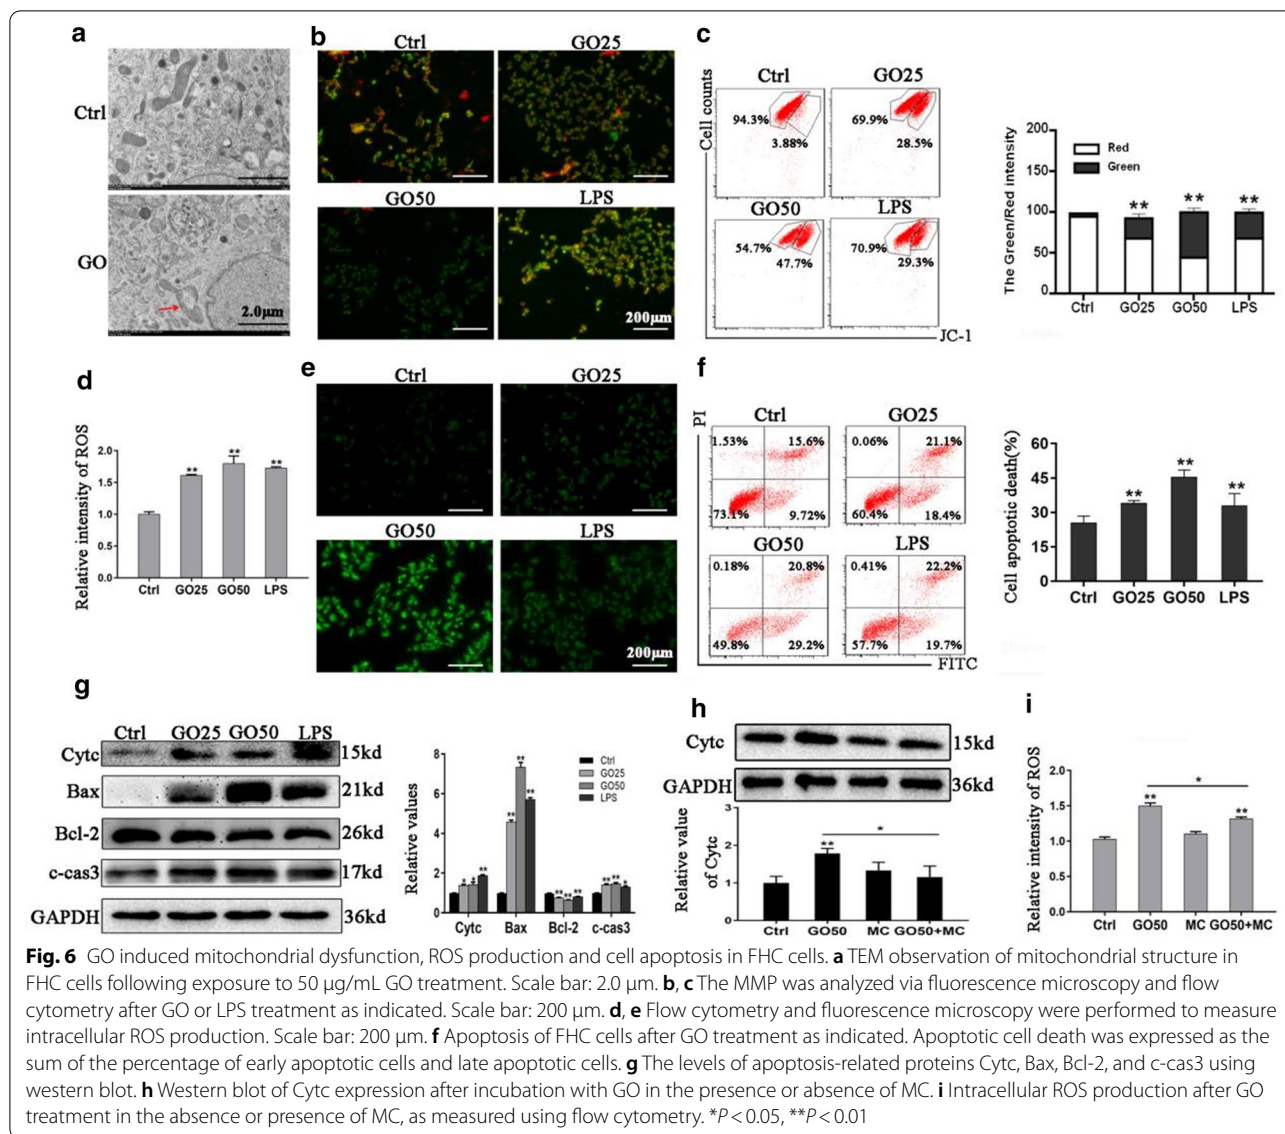 a
Ctrl
GO
2.0μm
b
Ctrl
GO25
GO50
LPS
200μm
c
Cell counts
Ctrl
GO25
94.3%
3.88%
69.9%
28.5%
GO50
LPS
54.7%
47.7%
70.9%
29.3%
JC-1
The Green/Red intensity
200
150
100
50
0
Red
Green
**
**
**
Ctrl
GO25
GO50
LPS
d
Relative intensity of ROS
2.0
1.5
1.0
0.5
0.0
**
**
**
Ctrl
GO25
GO50
LPS
e
Ctrl
GO25
GO50
LPS
200μm
f
PI
Ctrl
GO25
1.53%
15.6%
73.1%
9.72%
0.06%
21.1%
60.4%
18.4%
GO50
LPS
0.18%
20.8%
49.8%
29.2%
0.41%
22.2%
57.7%
19.7%
FITC
Cell apoptotic death(%)
60
45
30
15
0
**
**
**
Ctrl
GO25
GO50
LPS
g
Ctrl
GO25
GO50
LPS
Cytc
15kd
Bax
21kd
Bcl-2
26kd
c-cas3
17kd
GAPDH
36kd
Relative values
8
6
4
2
0
Ctrl
GO25
GO50
LPS
*
*
**
**
**
**
**
**
**
**
**
*
Cytc
Bax
Bcl-2
c-cas3
h
Cytc
15kd
GAPDH
36kd
Relative value
of Cytc
3
2
1
0
**
*
Ctrl
GO50
MC
GO50+MC
i
Relative intensity of ROS
2.0
1.5
1.0
0.5
0.0
**
*
**
Ctrl
GO50
MC
GO50+MC
Fig. 6 GO induced mitochondrial dysfunction, ROS production and cell apoptosis in FHC cells. a TEM observation of mitochondrial structure in
FHC cells following exposure to 50 μg/mL GO treatment. Scale bar: 2.0 μm. b, c The MMP was analyzed via fluorescence microscopy and flow
cytometry after GO or LPS treatment as indicated. Scale bar: 200 μm. d, e Flow cytometry and fluorescence microscopy were performed to measure
intracellular ROS production. Scale bar: 200 μm. f Apoptosis of FHC cells after GO treatment as indicated. Apoptotic cell death was expressed as the
sum of the percentage of early apoptotic cells and late apoptotic cells. g The levels of apoptosis-related proteins Cytc, Bax, Bcl-2, and c-cas3 using
western blot. h Western blot of Cytc expression after incubation with GO in the presence or absence of MC. i Intracellular ROS production after GO
treatment in the absence or presence of MC, as measured using flow cytometry. *P < 0.05, **P < 0.01